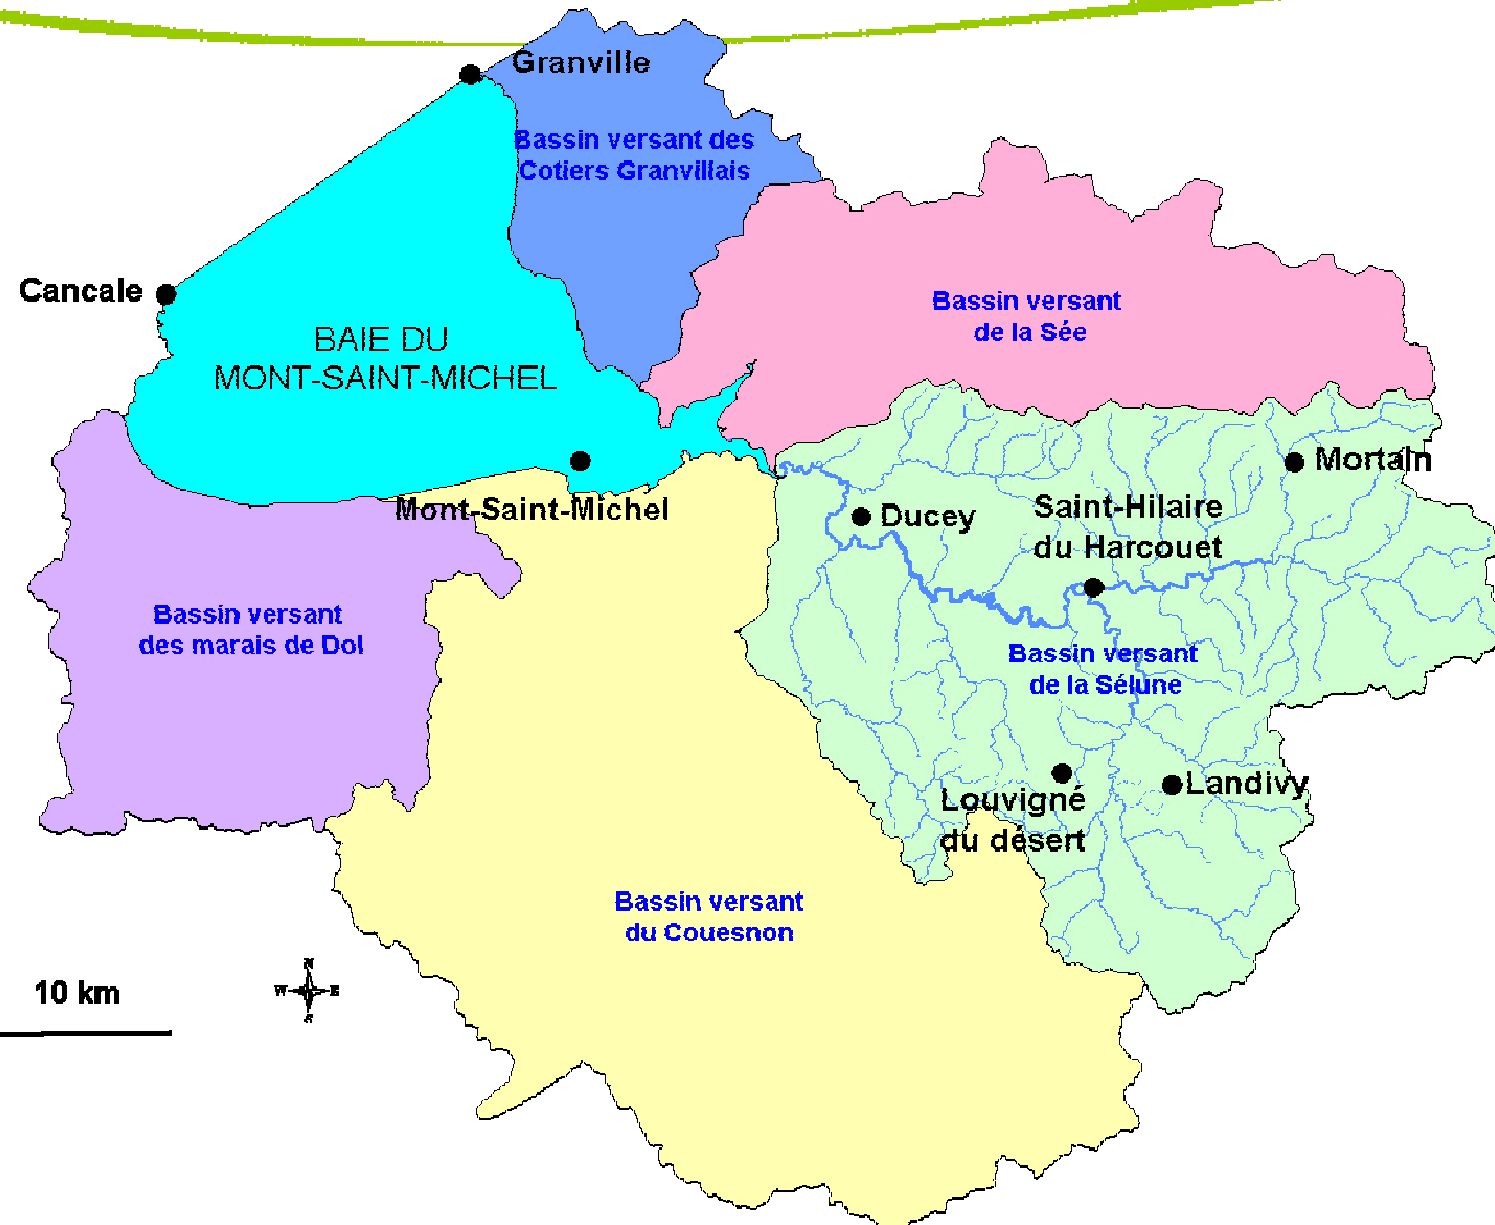 Granville
Bassin versant des
Cotiers Granvillais
Cancale
Bassin versant
de la Sée
BAIE DU
MONT-SAINT-MICHEL
Mortain
Mont-Saint-Michel
Ducey
Saint-Hilaire
du Harcouet
Bassin versant
des marais de Dol
Bassin versant
de la Sélune
Louvigné
du désert
Landivy
Bassin versant
du Couesnon
10 km
N
W E
S